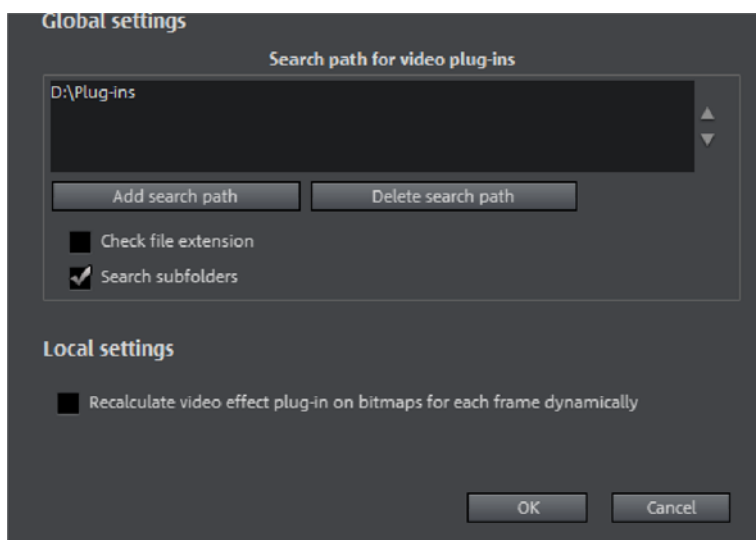 Global settings
Search path for video plug-ins
D:\Plug-ins
Add search path
Delete search path
Check file extension
Search subfolders
Local settings
Recalculate video effect plug-in on bitmaps for each frame dynamically
OK
Cancel